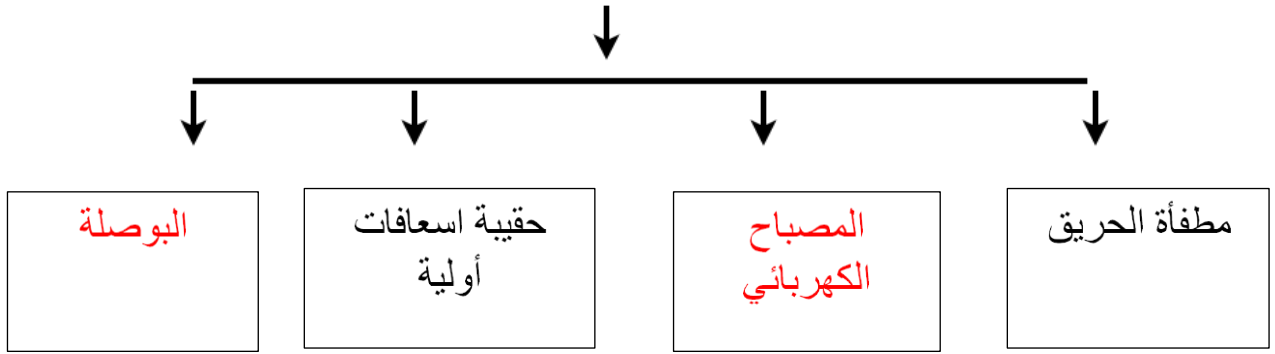 مطفأة الحريق
المصباح
الكهربائي
حقيبة اسعافات
أولية
البوصلة